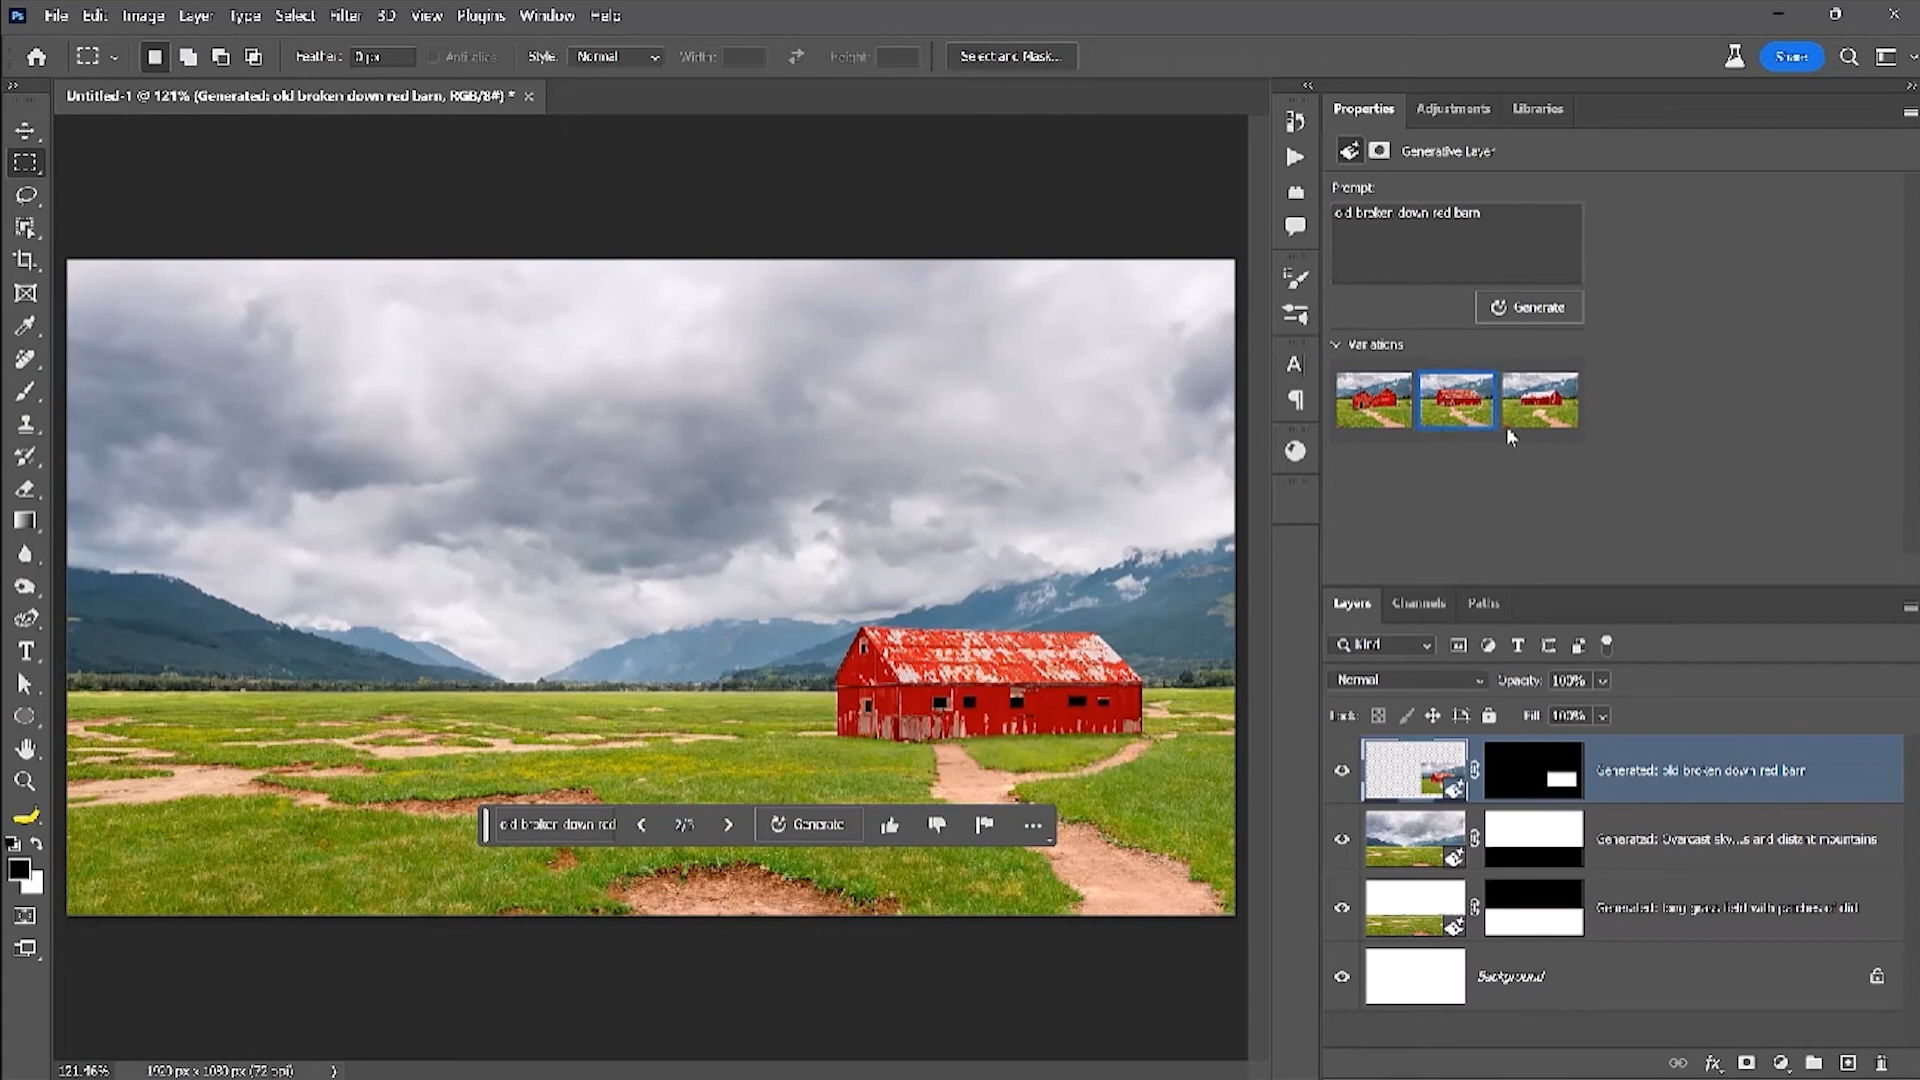 Ps File Edit Image Layer Type Select Filter 3D View Plugins Window Help
Feather: 0 px Anti-alias Style: Normal Width: Height: Select and Mask... Share
Untitled-1 @ 121% (Generated: old broken down red barn, RGB/8#) *
Properties Adjustments Libraries
Generative Layer
Prompt:
old broken down red barn
Generate
Variations
old broken down red 2/3 Generate
Layers Channels Paths
Kind
Normal Opacity: 100%
Lock: Fill: 100%
Generated: old broken down red barn
Generated: Overcast sky...s and distant mountains
Generated: long grass field with patches of dirt
Background
121.46% 1920 px x 1080 px (72 ppi)